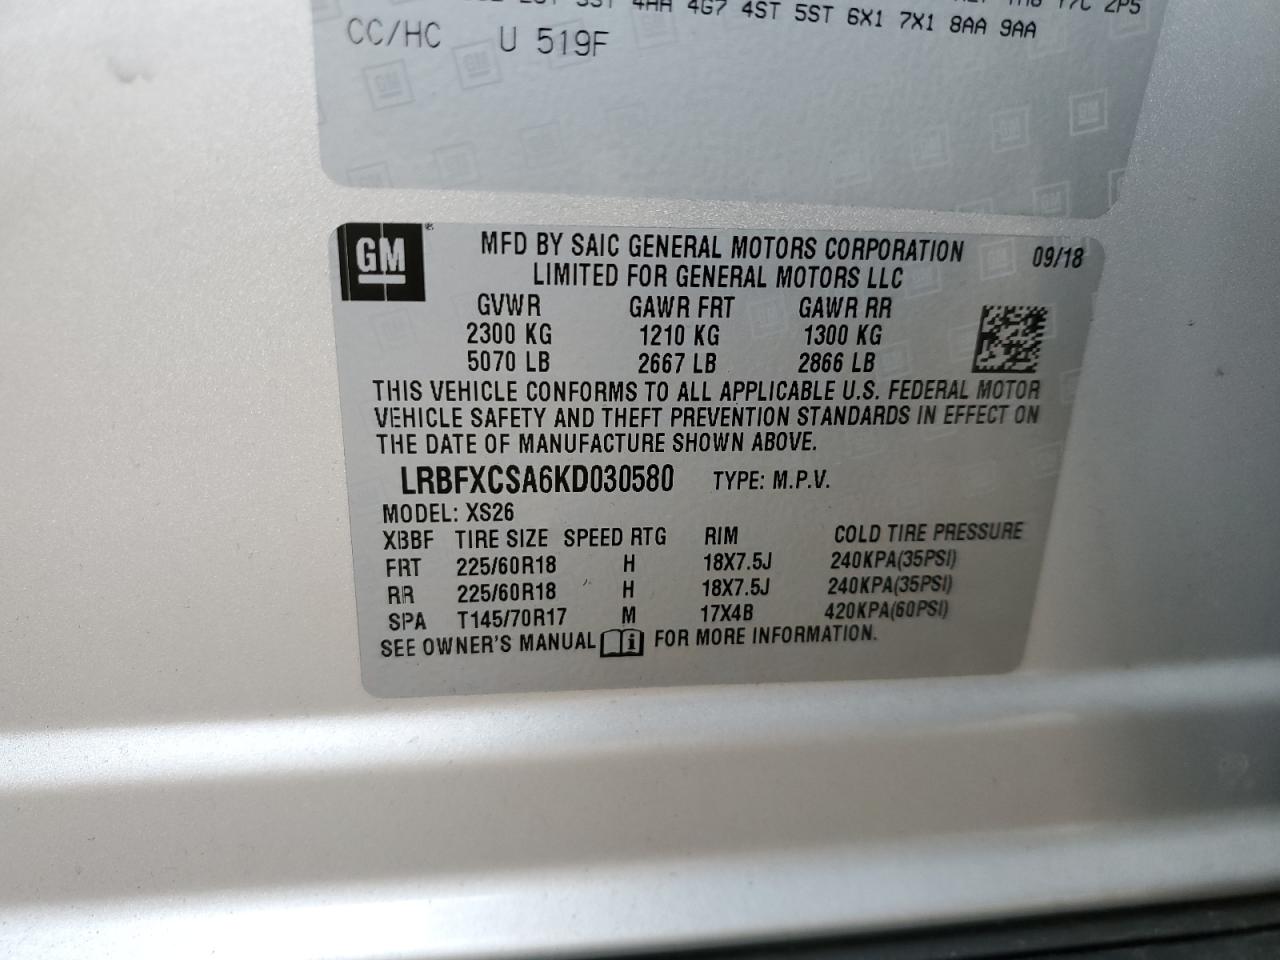 4AA 4G7 4ST 5ST 6X1 7X1 8AA 9AA
CC/HC U 519F
GM
MFD BY SAIC GENERAL MOTORS CORPORATION 09/18
LIMITED FOR GENERAL MOTORS LLC
GVWR GAWR FRT GAWR RR
2300 KG 1210 KG 1300 KG
5070 LB 2667 LB 2866 LB
THIS VEHICLE CONFORMS TO ALL APPLICABLE U.S. FEDERAL MOTOR
VEHICLE SAFETY AND THEFT PREVENTION STANDARDS IN EFFECT ON
THE DATE OF MANUFACTURE SHOWN ABOVE.
LRBFXCSA6KD030580 TYPE: M.P.V.
MODEL: XS26
XBBF TIRE SIZE SPEED RTG RIM COLD TIRE PRESSURE
FRT 225/60R18 H 18X7.5J 240KPA(35PSI)
RR 225/60R18 H 18X7.5J 240KPA(35PSI)
SPA T145/70R17 M 17X4B 420KPA(60PSI)
SEE OWNER'S MANUAL i FOR MORE INFORMATION.